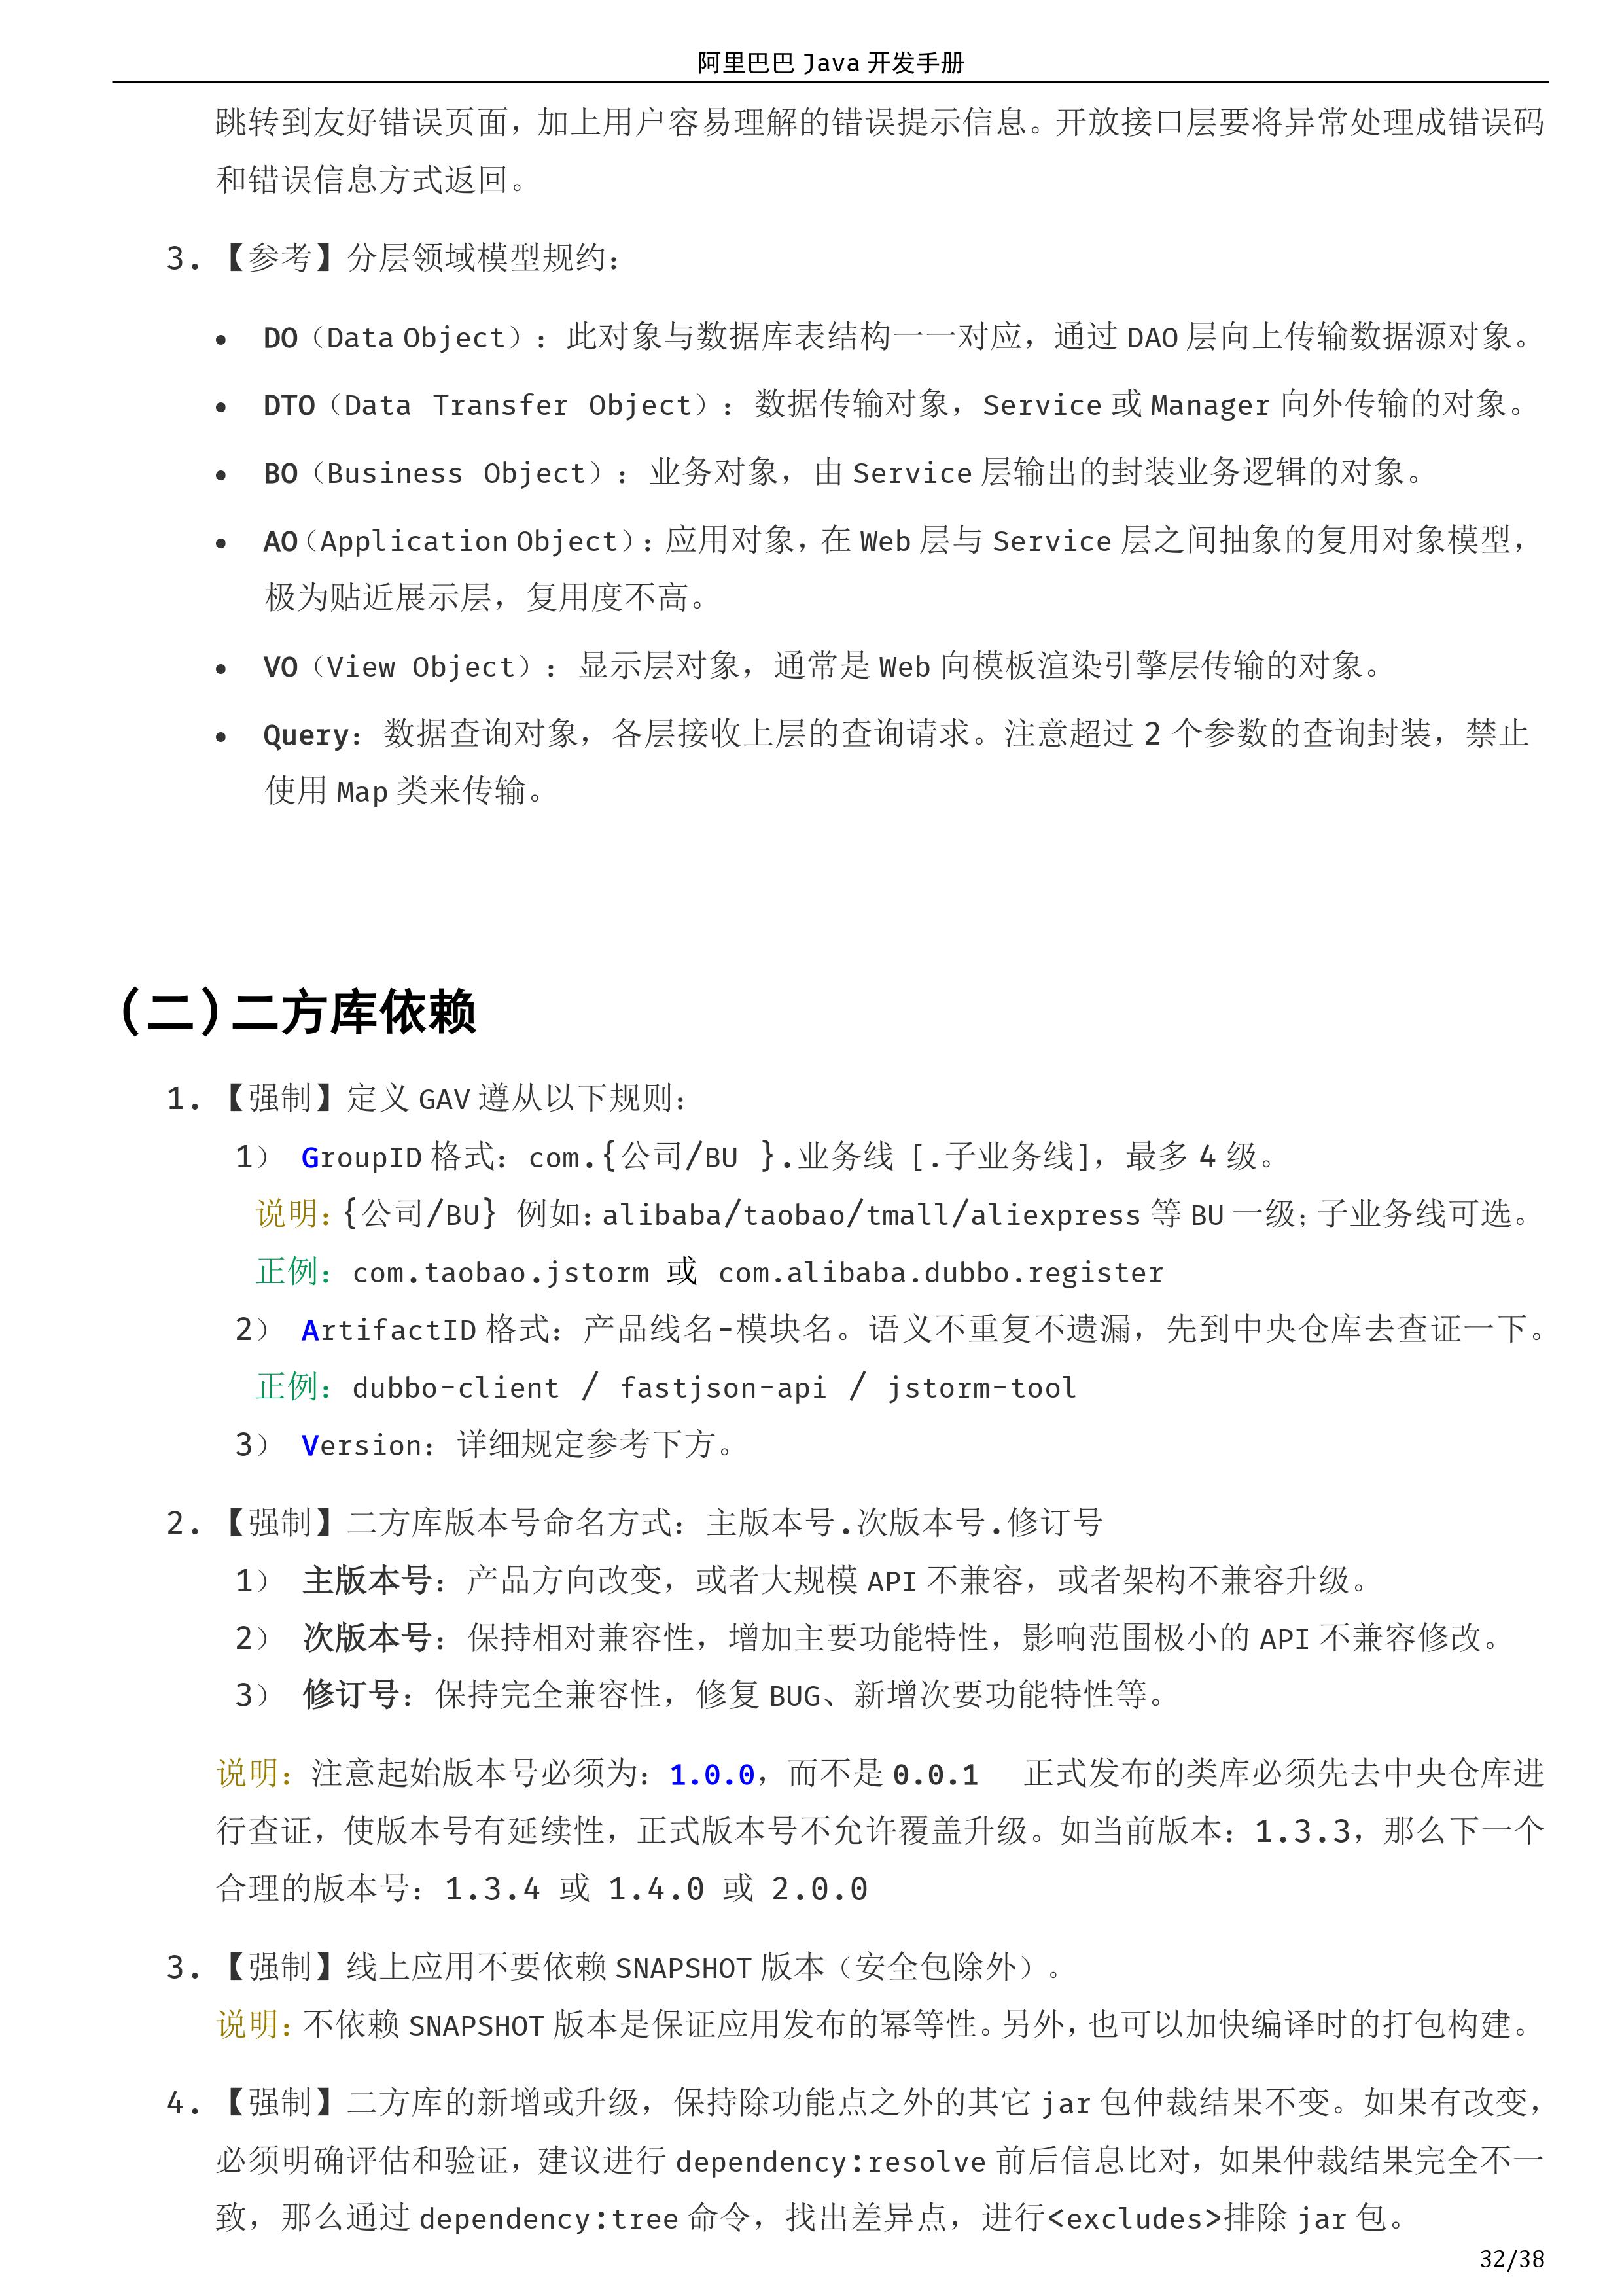 阿里巴巴 Java 开发手册
跳转到友好错误页面，加上用户容易理解的错误提示信息。开放接口层要将异常处理成错误码
和错误信息方式返回。
3. 【参考】分层领域模型规约：
● DO（Data Object）：此对象与数据库表结构一一对应，通过 DAO 层向上传输数据源对象。
● DTO（Data Transfer Object）：数据传输对象，Service 或 Manager 向外传输的对象。
● BO（Business Object）：业务对象，由 Service 层输出的封装业务逻辑的对象。
● AO（Application Object）：应用对象，在 Web 层与 Service 层之间抽象的复用对象模型，
极为贴近展示层，复用度不高。
● VO（View Object）：显示层对象，通常是 Web 向模板渲染引擎层传输的对象。
● Query：数据查询对象，各层接收上层的查询请求。注意超过 2 个参数的查询封装，禁止
使用 Map 类来传输。
(二)二方库依赖
1. 【强制】定义 GAV 遵从以下规则：
1） GroupID 格式：com.{公司/BU }.业务线 [.子业务线]，最多 4 级。
说明：{公司/BU} 例如：alibaba/taobao/tmall/aliexpress 等 BU 一级；子业务线可选。
正例：com.taobao.jstorm 或 com.alibaba.dubbo.register
2） ArtifactID 格式：产品线名-模块名。语义不重复不遗漏，先到中央仓库去查证一下。
正例：dubbo-client / fastjson-api / jstorm-tool
3） Version：详细规定参考下方。
2. 【强制】二方库版本号命名方式：主版本号.次版本号.修订号
1） 主版本号：产品方向改变，或者大规模 API 不兼容，或者架构不兼容升级。
2） 次版本号：保持相对兼容性，增加主要功能特性，影响范围极小的 API 不兼容修改。
3） 修订号：保持完全兼容性，修复 BUG、新增次要功能特性等。
说明：注意起始版本号必须为：1.0.0，而不是 0.0.1 正式发布的类库必须先去中央仓库进
行查证，使版本号有延续性，正式版本号不允许覆盖升级。如当前版本：1.3.3，那么下一个
合理的版本号：1.3.4 或 1.4.0 或 2.0.0
3. 【强制】线上应用不要依赖 SNAPSHOT 版本（安全包除外）。
说明：不依赖 SNAPSHOT 版本是保证应用发布的幂等性。另外，也可以加快编译时的打包构建。
4. 【强制】二方库的新增或升级，保持除功能点之外的其它 jar 包仲裁结果不变。如果有改变，
必须明确评估和验证，建议进行 dependency:resolve 前后信息比对，如果仲裁结果完全不一
致，那么通过 dependency:tree 命令，找出差异点，进行<excludes>排除 jar 包。
32/38